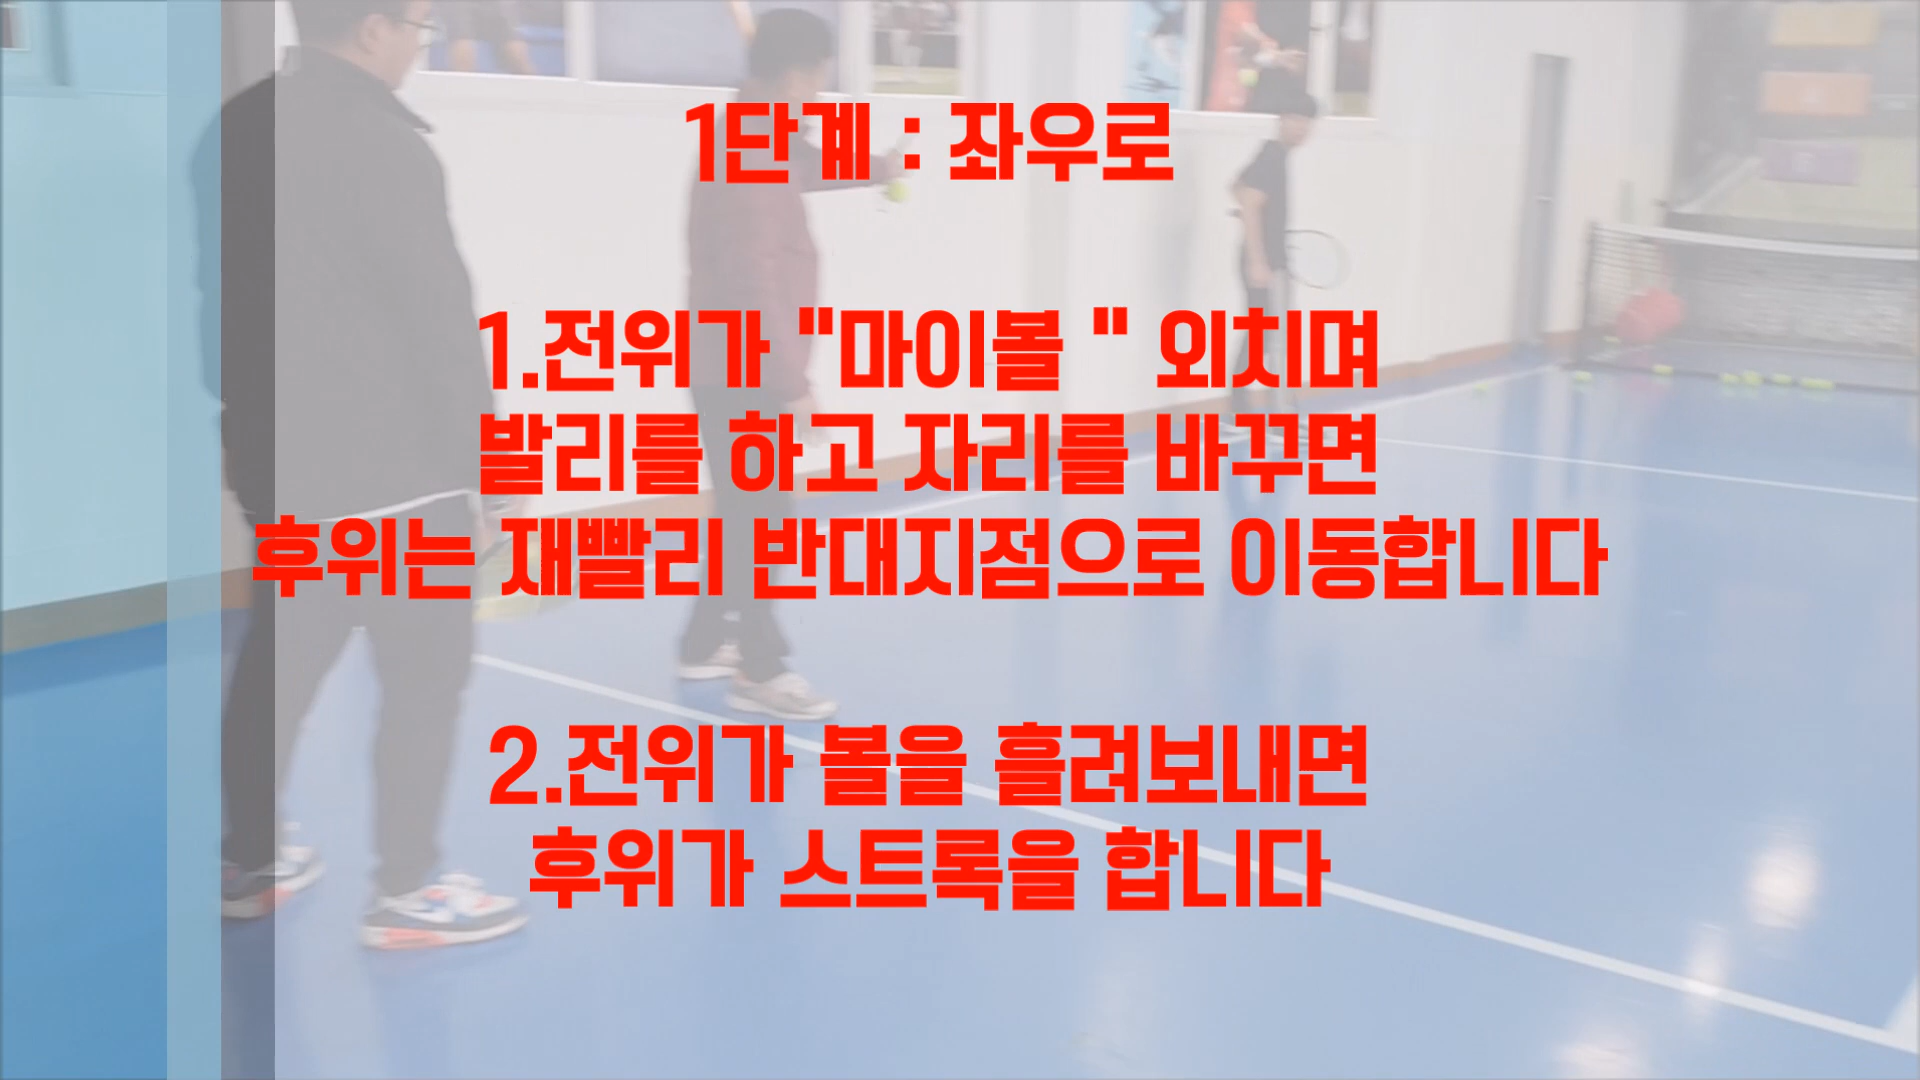 1단계 : 좌우로
1.전위가 "마이볼 " 외치며
발리를 하고 자리를 바꾸면
후위는 재빨리 반대지점으로 이동합니다
2.전위가 볼을 흘려보내면
후위가 스트록을 합니다